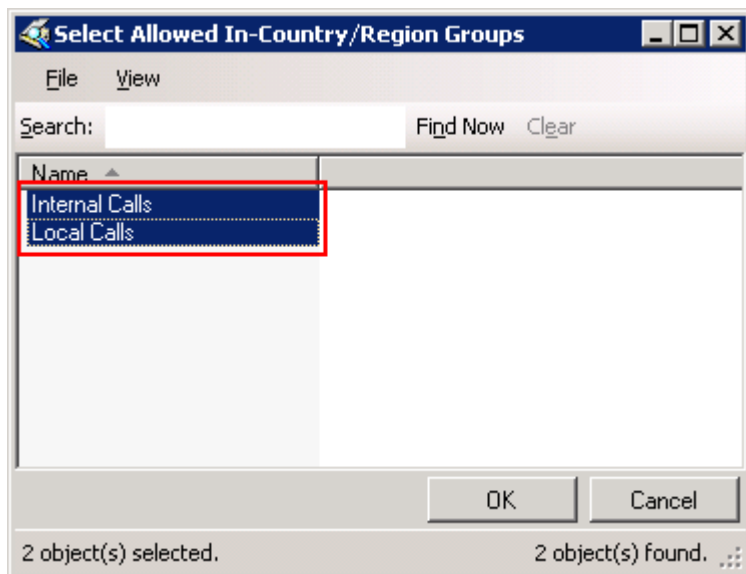 Select Allowed In-Country/Region Groups
File View
Search: Find Now Clear
Name
Internal Calls
Local Calls
OK Cancel
2 object(s) selected. 2 object(s) found.